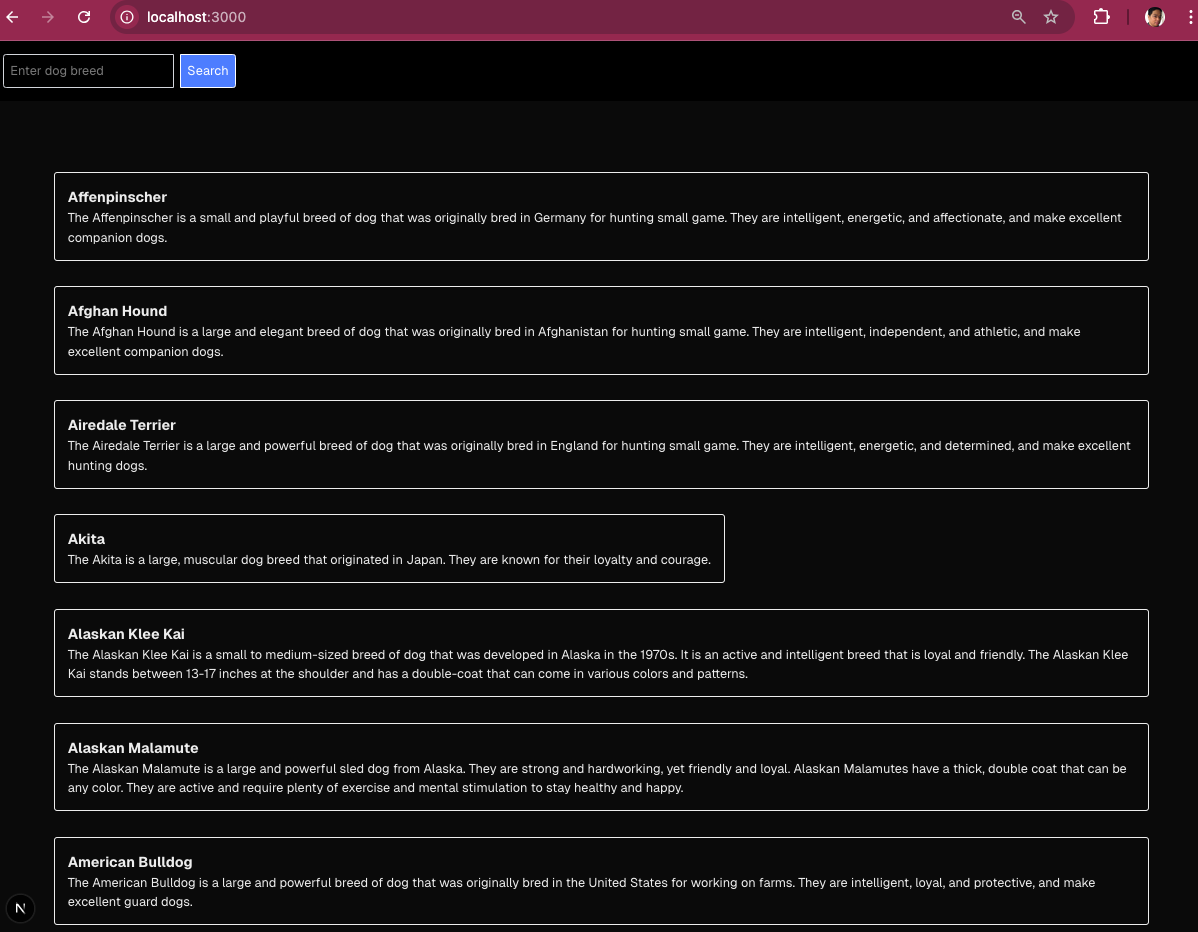 localhost:3000
Enter dog breed
Search
Affenpinscher
The Affenpinscher is a small and playful breed of dog that was originally bred in Germany for hunting small game. They are intelligent, energetic, and affectionate, and make excellent
companion dogs.
Afghan Hound
The Afghan Hound is a large and elegant breed of dog that was originally bred in Afghanistan for hunting small game. They are intelligent, independent, and athletic, and make
excellent companion dogs.
Airedale Terrier
The Airedale Terrier is a large and powerful breed of dog that was originally bred in England for hunting small game. They are intelligent, energetic, and determined, and make excellent
hunting dogs.
Akita
The Akita is a large, muscular dog breed that originated in Japan. They are known for their loyalty and courage.
Alaskan Klee Kai
The Alaskan Klee Kai is a small to medium-sized breed of dog that was developed in Alaska in the 1970s. It is an active and intelligent breed that is loyal and friendly. The Alaskan Klee
Kai stands between 13-17 inches at the shoulder and has a double-coat that can come in various colors and patterns.
Alaskan Malamute
The Alaskan Malamute is a large and powerful sled dog from Alaska. They are strong and hardworking, yet friendly and loyal. Alaskan Malamutes have a thick, double coat that can be
any color. They are active and require plenty of exercise and mental stimulation to stay healthy and happy.
American Bulldog
The American Bulldog is a large and powerful breed of dog that was originally bred in the United States for working on farms. They are intelligent, loyal, and protective, and make
excellent guard dogs.
N